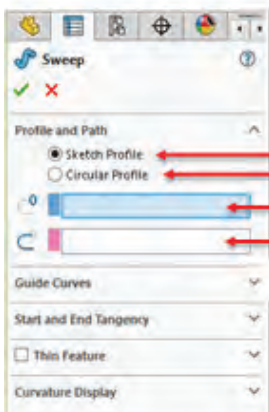 Sweep
Profile and Path
Sketch Profile
Circular Profile
Guide Curves
Start and End Tangency
Thin Feature
Curvature Display